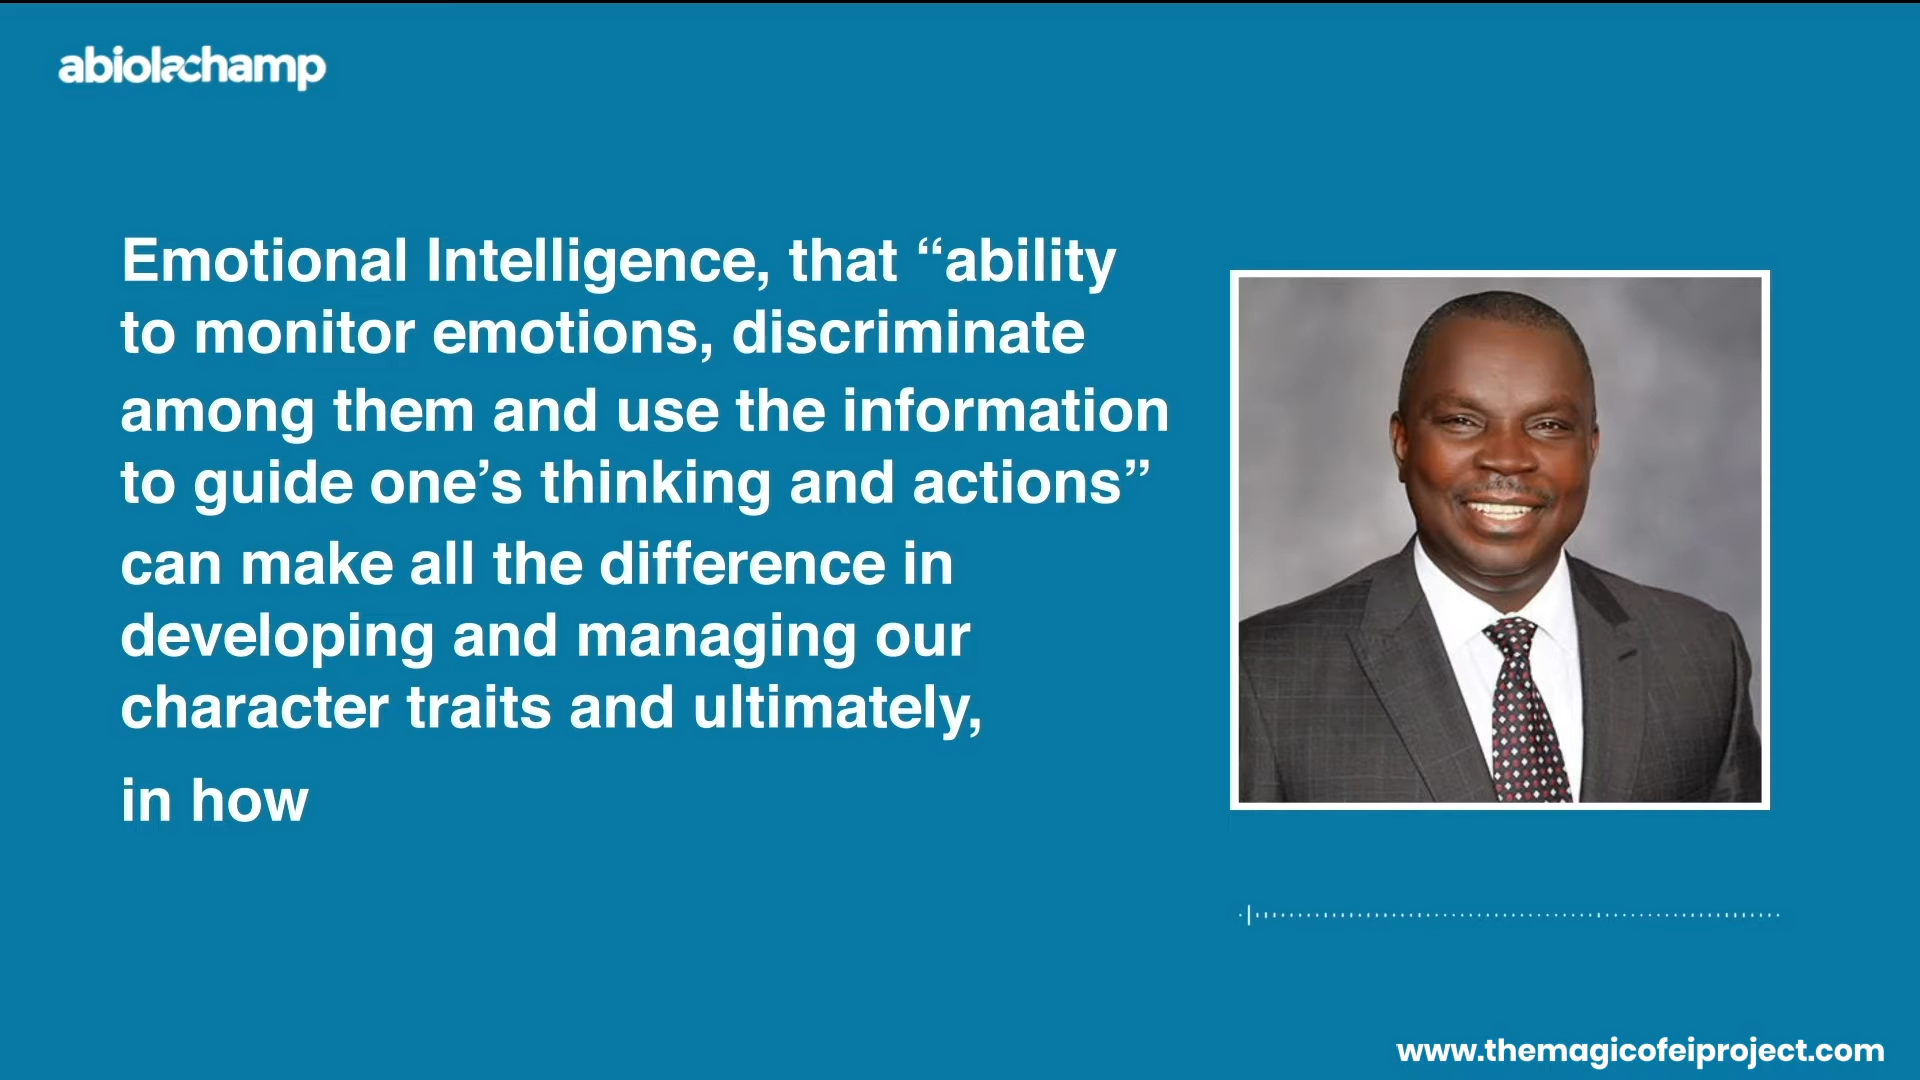 abiolachamp
Emotional Intelligence, that “ability
to monitor emotions, discriminate
among them and use the information
to guide one’s thinking and actions”
can make all the difference in
developing and managing our
character traits and ultimately,
in how
www.themagicofeiproject.com